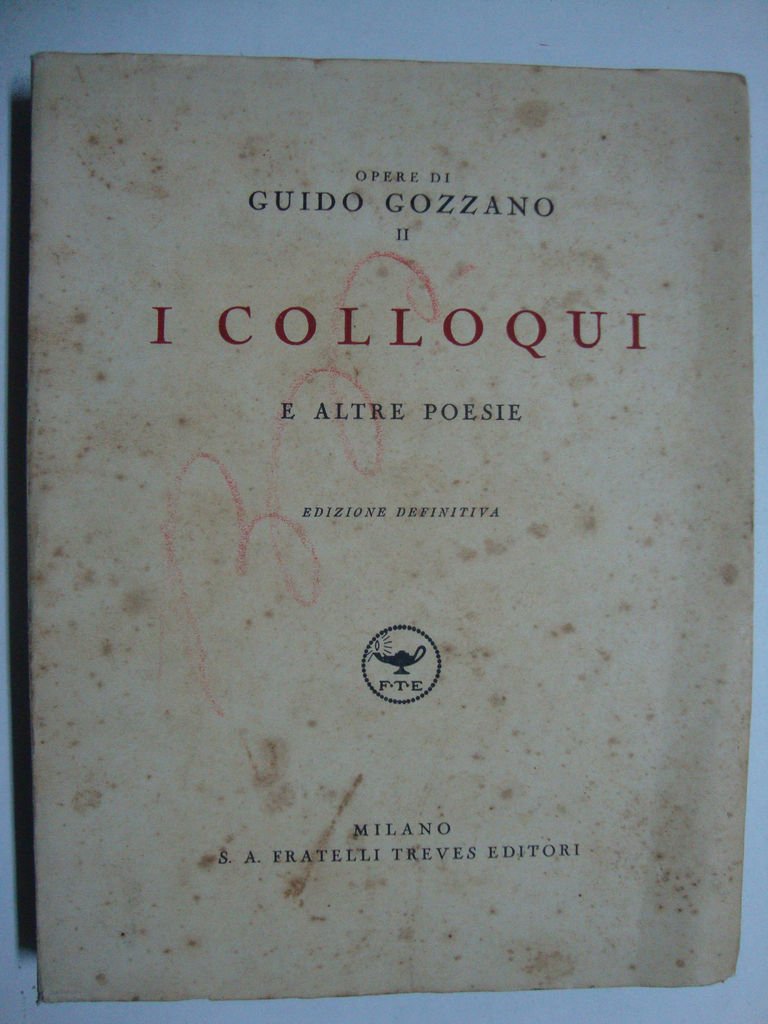 OPERE DI
GUIDO GOZZANO
II
I COLLOQUI
E ALTRE POESIE
EDIZIONE DEFINITIVA
F·T·E
MILANO
S. A. FRATELLI TREVES EDITORI